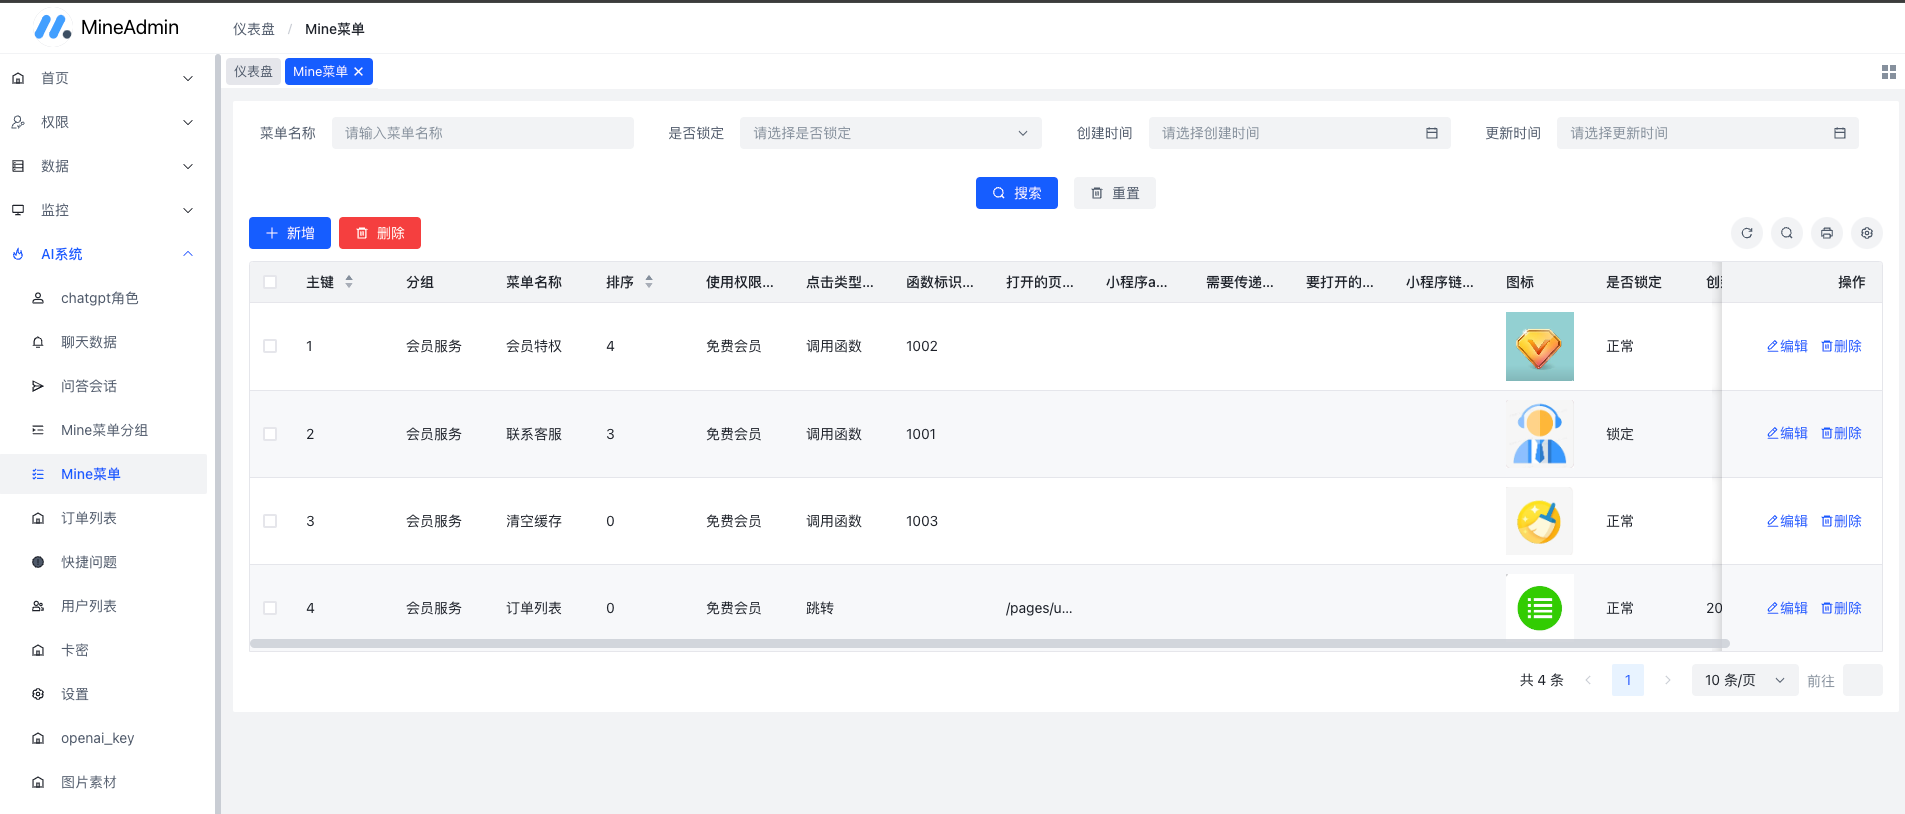 MineAdmin
仪表盘 / Mine菜单
仪表盘
Mine菜单
首页
权限
数据
监控
AI系统
chatgpt角色
聊天数据
问答会话
Mine菜单分组
Mine菜单
订单列表
快捷问题
用户列表
卡密
设置
openai_key
图片素材
菜单名称 请输入菜单名称 是否锁定 请选择是否锁定 创建时间 请选择创建时间 更新时间 请选择更新时间
搜索 重置
新增 删除
主键 分组 菜单名称 排序 使用权限... 点击类型... 函数标识... 打开的页... 小程序a... 需要传递... 要打开的... 小程序链... 图标 是否锁定 创 操作
1 会员服务 会员特权 4 免费会员 调用函数 1002 正常 编辑 删除
2 会员服务 联系客服 3 免费会员 调用函数 1001 锁定 编辑 删除
3 会员服务 清空缓存 0 免费会员 调用函数 1003 正常 编辑 删除
4 会员服务 订单列表 0 免费会员 跳转 /pages/u... 正常 20 编辑 删除
共 4 条 1 10 条/页 前往